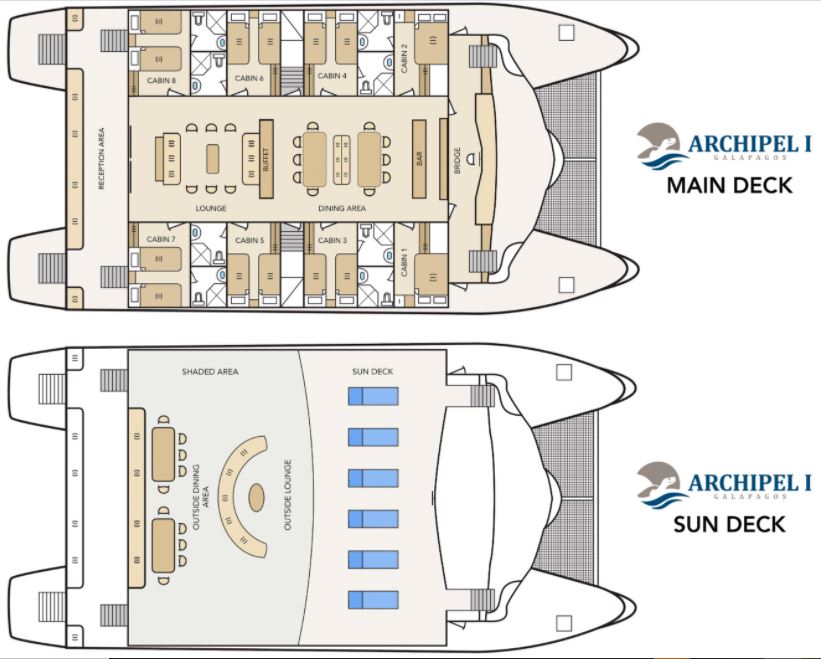 CABIN 8
CABIN 6
CABIN 4
CABIN 2
RECEPTION AREA
BUFFET
BAR
BRIDGE
LOUNGE
DINING AREA
CABIN 7
CABIN 5
CABIN 3
CABIN 1
ARCHIPEL I
GALAPAGOS
MAIN DECK
SHADED AREA
SUN DECK
OUTSIDE DINING
AREA
OUTSIDE LOUNGE
ARCHIPEL I
GALAPAGOS
SUN DECK